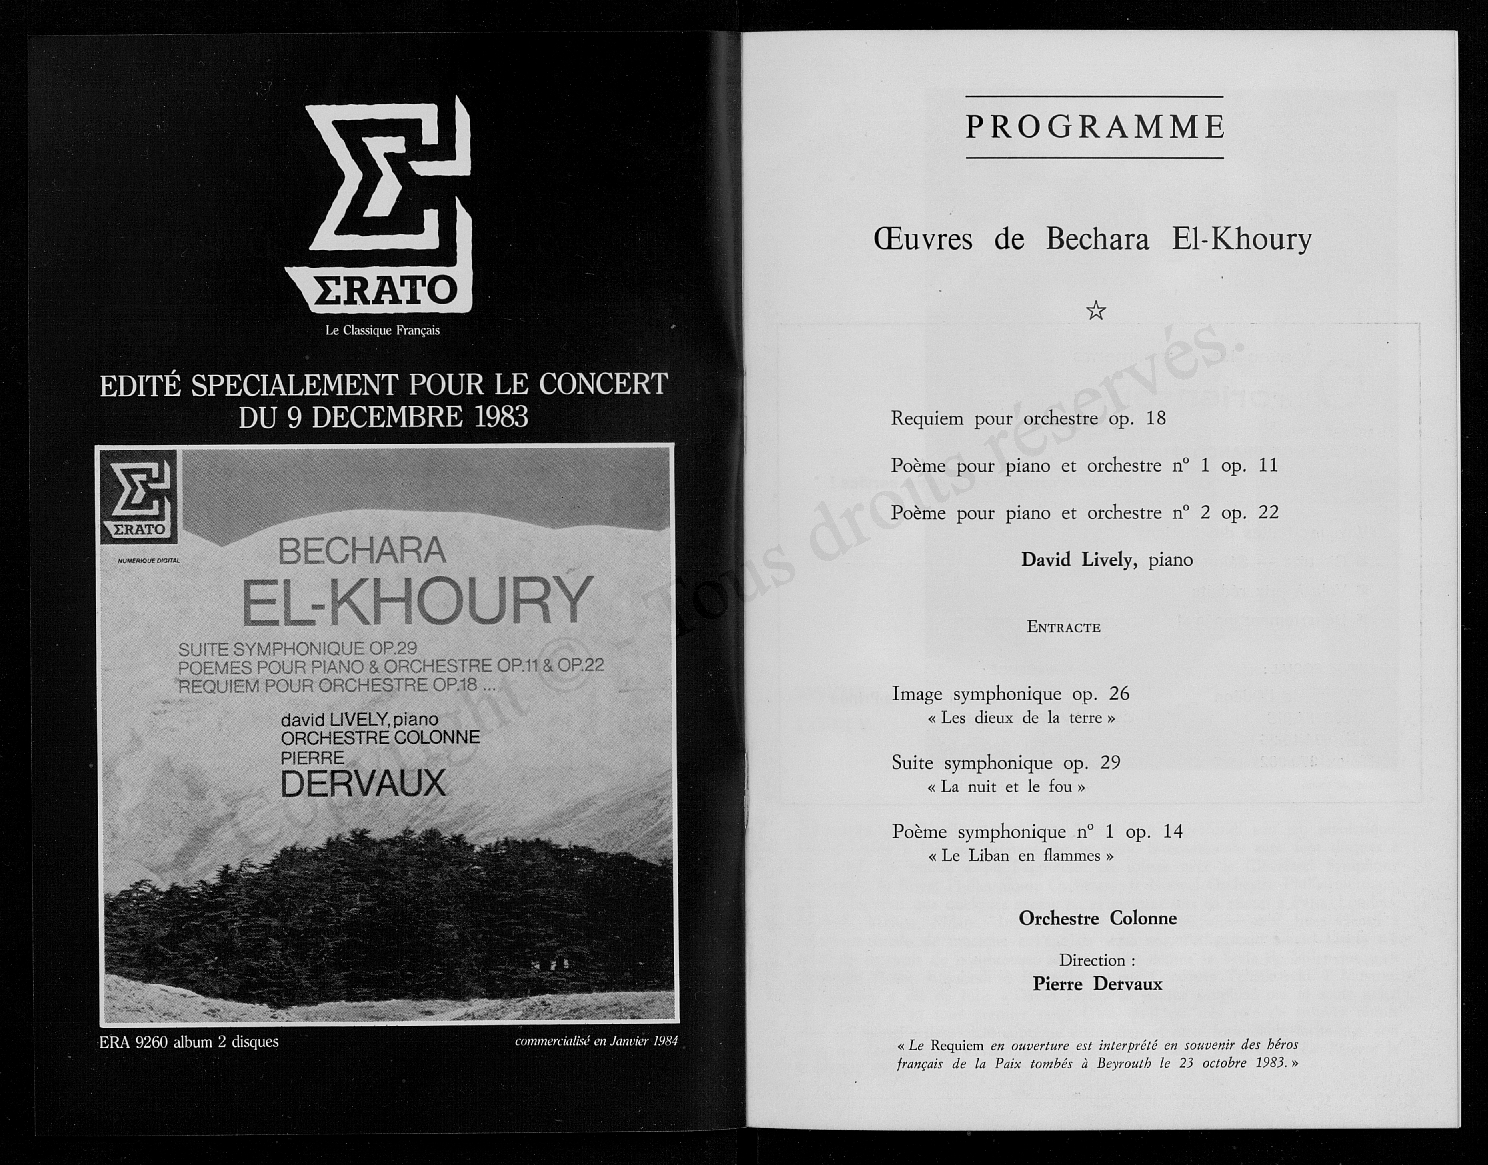 ΣRATO
Le Classique Français
EDITÉ SPECIALEMENT POUR LE CONCERT
DU 9 DECEMBRE 1983
ΣRATO
NUMERIQUE DIGITAL
BECHARA
EL-KHOURY
SUITE SYMPHONIQUE OP.29
POEMES POUR PIANO & ORCHESTRE OP.11 & OP.22
REQUIEM POUR ORCHESTRE OP.18 ...
david LIVELY, piano
ORCHESTRE COLONNE
PIERRE
DERVAUX
ERA 9260 album 2 disques
commercialisé en Janvier 1984
PROGRAMME
Œuvres de Bechara El-Khoury
Requiem pour orchestre op. 18
Poème pour piano et orchestre nº 1 op. 11
Poème pour piano et orchestre nº 2 op. 22
David Lively, piano
ENTRACTE
Image symphonique op. 26
« Les dieux de la terre »
Suite symphonique op. 29
« La nuit et le fou »
Poème symphonique nº 1 op. 14
« Le Liban en flammes »
Orchestre Colonne
Direction :
Pierre Dervaux
« Le Requiem en ouverture est interprété en souvenir des héros
français de la Paix tombés à Beyrouth le 23 octobre 1983. »
Copyright © Tous droits réservés.